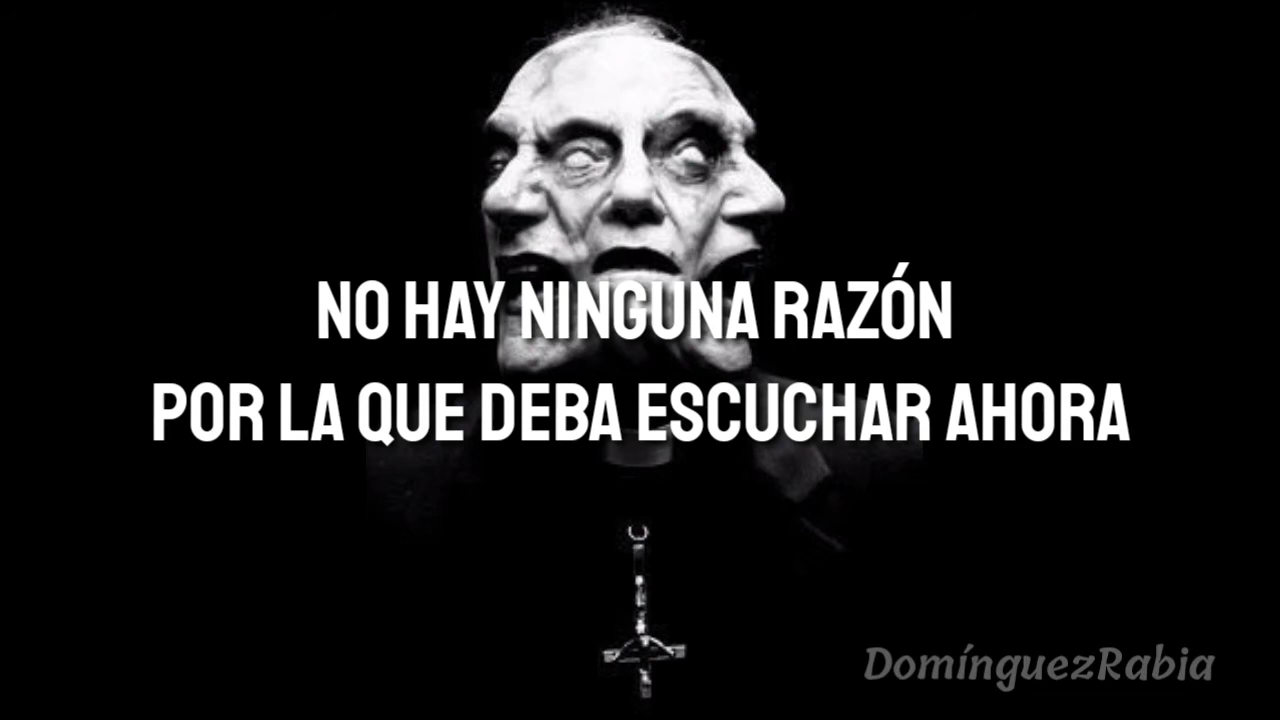 NO HAY NINGUNA RAZÓN
POR LA QUE DEBA ESCUCHAR AHORA
DomínguezRabia